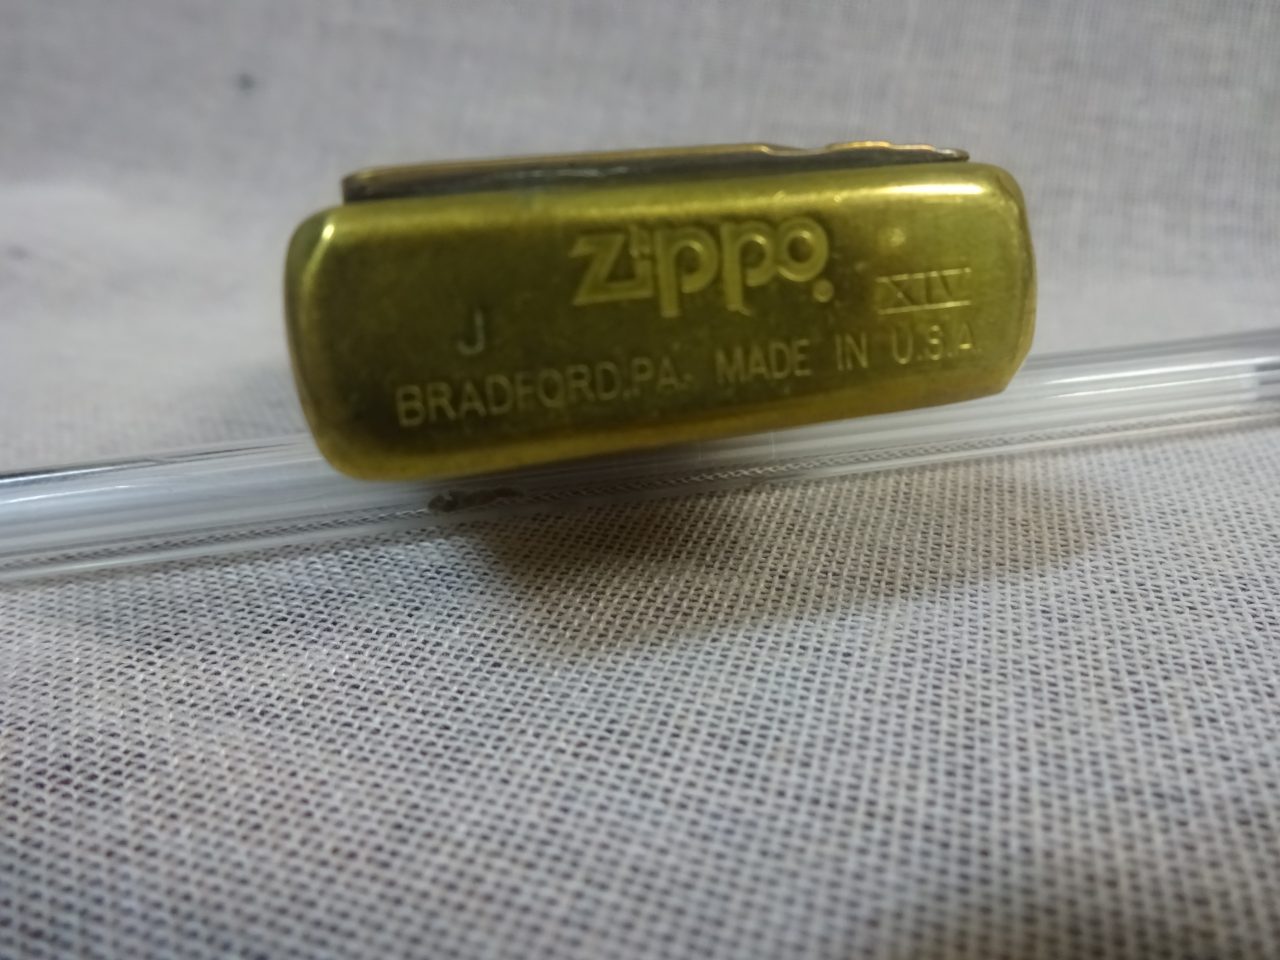 Zippo
XIV
J
BRADFORD,PA. MADE IN U.S.A